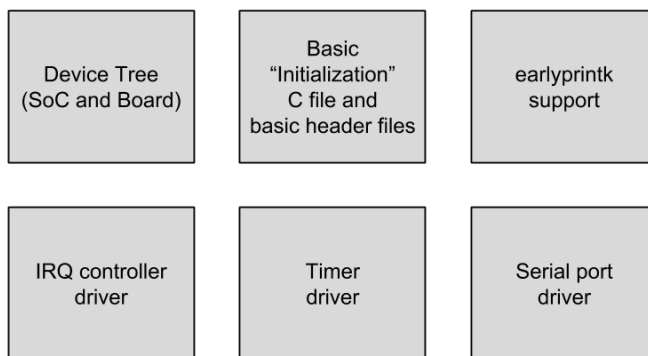 Device Tree
(SoC and Board)
Basic
“Initialization”
C file and
basic header files
earlyprintk
support
IRQ controller
driver
Timer
driver
Serial port
driver